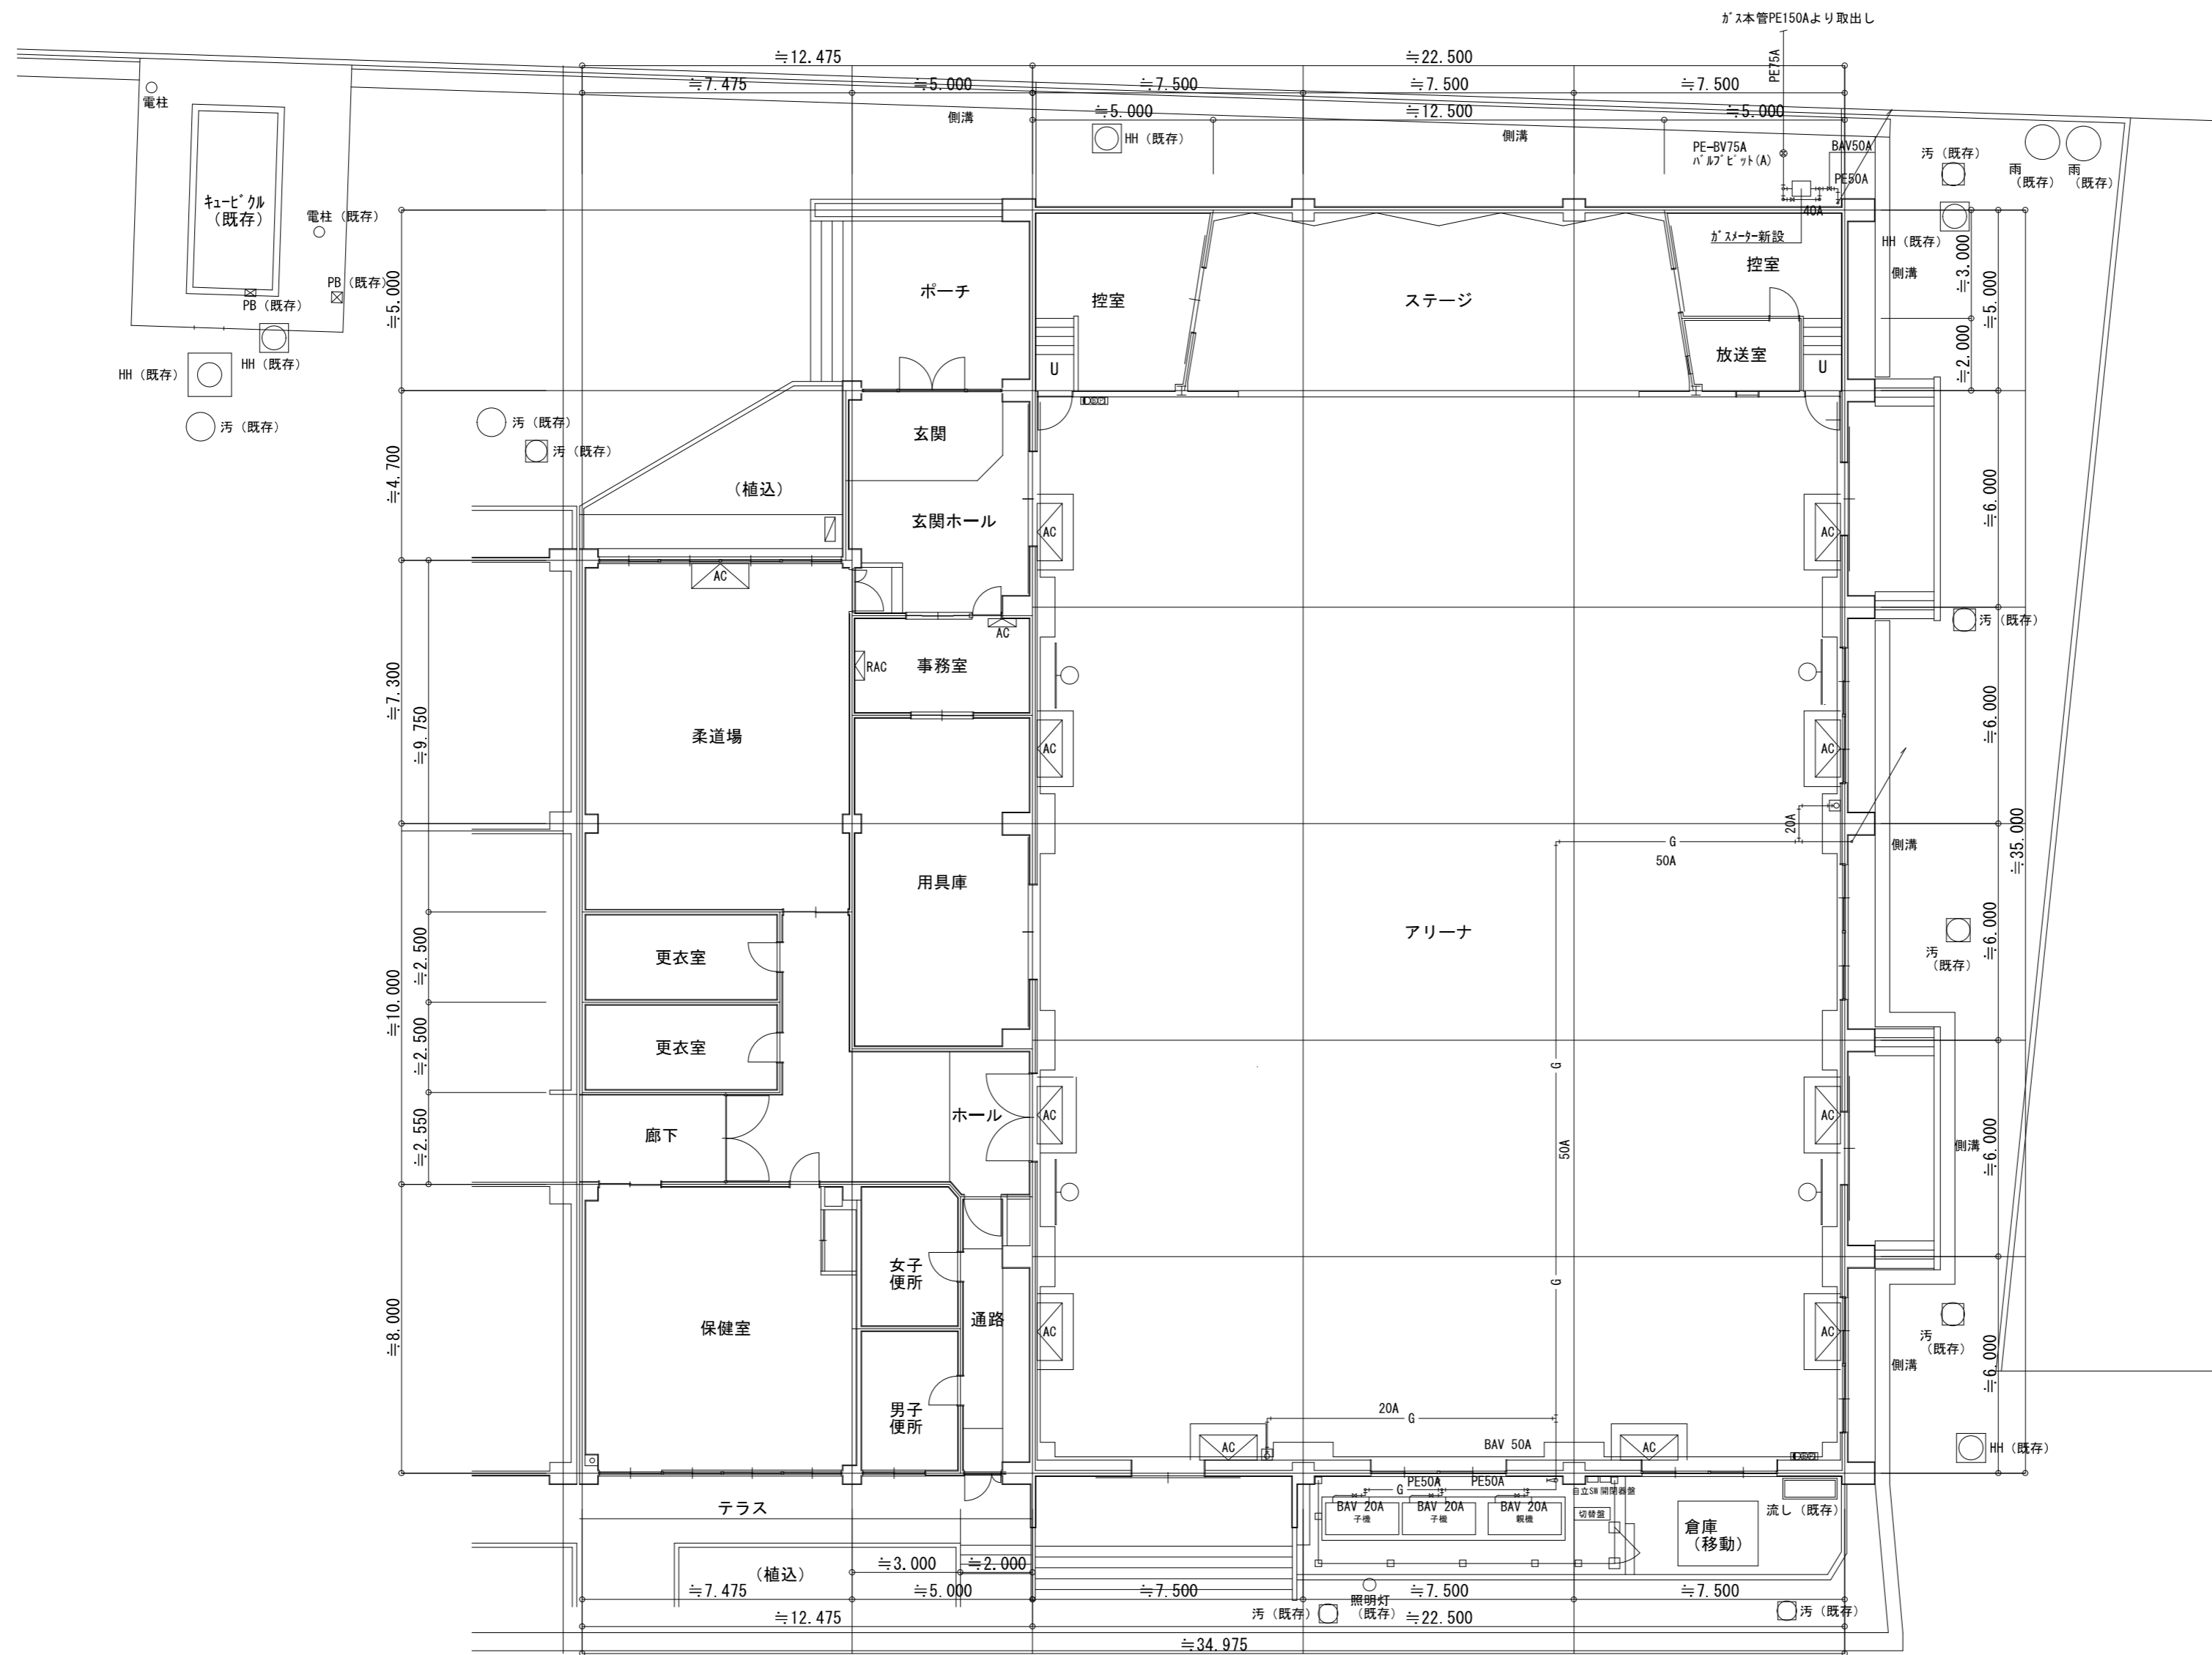 ｶﾞｽ本管PE150Aより取出し
≒12.475
≒22.500
PE75A
≒7.475
≒5.000
≒7.500
≒7.500
≒7.500
電柱
側溝
≒5.000
≒12.500
≒5.000
HH（既存）
側溝
PE-BV75A
ﾊﾞﾙﾌﾞﾋﾟｯﾄ(A)
BAV50A
汚（既存）
雨
（既存）
雨
（既存）
PE50A
40A
ｷｭｰﾋﾞｸﾙ
（既存）
電柱（既存）
ｶﾞｽﾒｰﾀｰ新設
HH（既存）
側溝
≒3.000
≒5.000
≒2.000
PB（既存）
PB（既存）
≒5.000
ポーチ
控室
ステージ
控室
放送室
U
U
HH（既存）
HH（既存）
汚（既存）
汚（既存）
汚（既存）
玄関
≒4.700
（植込）
玄関ホール
AC
AC
≒6.000
AC
AC
RAC
事務室
汚（既存）
≒7.300
≒9.750
柔道場
AC
AC
≒6.000
20A
G
50A
側溝
≒35.000
用具庫
アリーナ
更衣室
≒2.500
汚
（既存）
≒6.000
≒10.000
更衣室
≒2.500
G
ホール
AC
AC
廊下
≒2.550
50A
側溝
≒6.000
女子
便所
G
保健室
通路
≒8.000
AC
AC
汚
（既存）
側溝
≒6.000
男子
便所
20A
G
AC
BAV 50A
AC
HH（既存）
テラス
PE50A
PE50A
G
自立SW
開閉器盤
BAV 20A
子機
BAV 20A
子機
BAV 20A
親機
切替盤
倉庫
（移動）
流し（既存）
（植込）
≒3.000
≒2.000
≒7.475
≒5.000
≒7.500
≒7.500
≒7.500
照明灯
（既存）
≒12.475
汚（既存）
≒22.500
汚（既存）
≒34.975